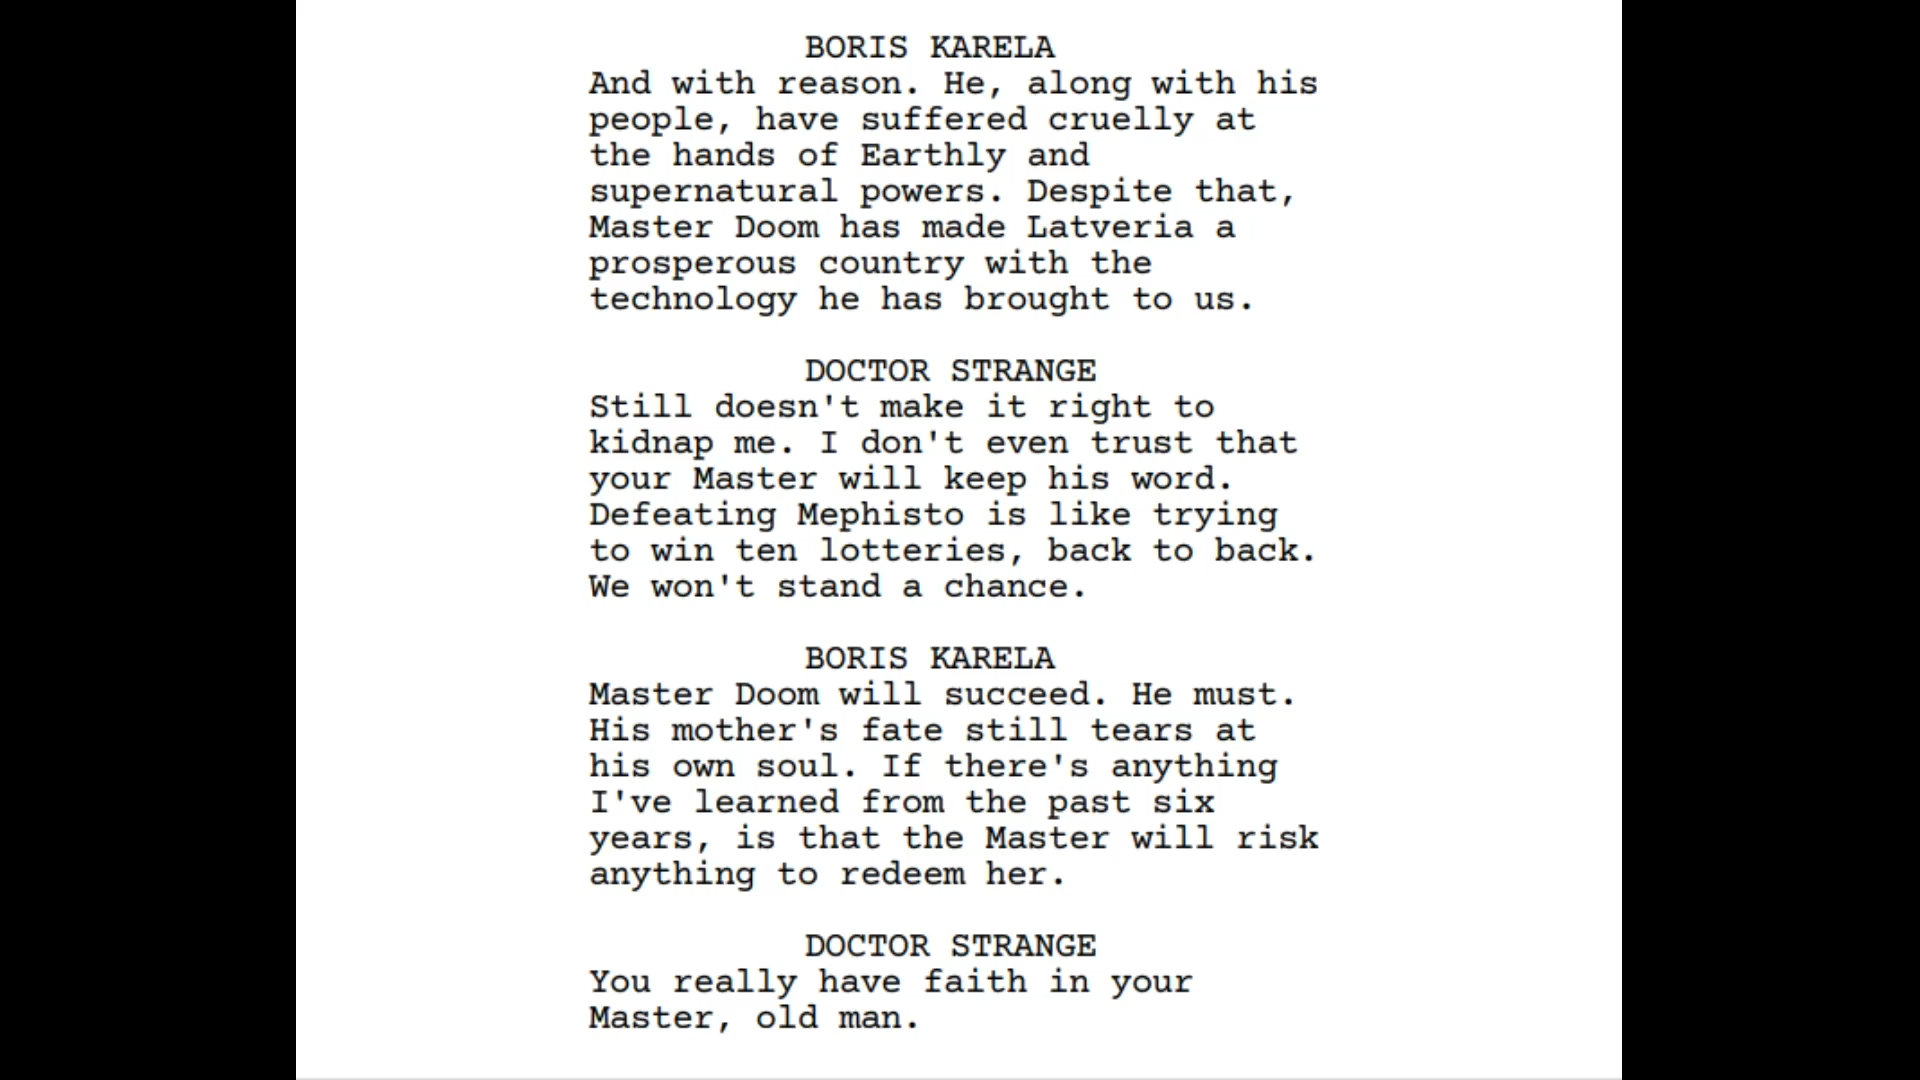 BORIS KARELA
And with reason. He, along with his
people, have suffered cruelly at
the hands of Earthly and
supernatural powers. Despite that,
Master Doom has made Latveria a
prosperous country with the
technology he has brought to us.
DOCTOR STRANGE
Still doesn't make it right to
kidnap me. I don't even trust that
your Master will keep his word.
Defeating Mephisto is like trying
to win ten lotteries, back to back.
We won't stand a chance.
BORIS KARELA
Master Doom will succeed. He must.
His mother's fate still tears at
his own soul. If there's anything
I've learned from the past six
years, is that the Master will risk
anything to redeem her.
DOCTOR STRANGE
You really have faith in your
Master, old man.